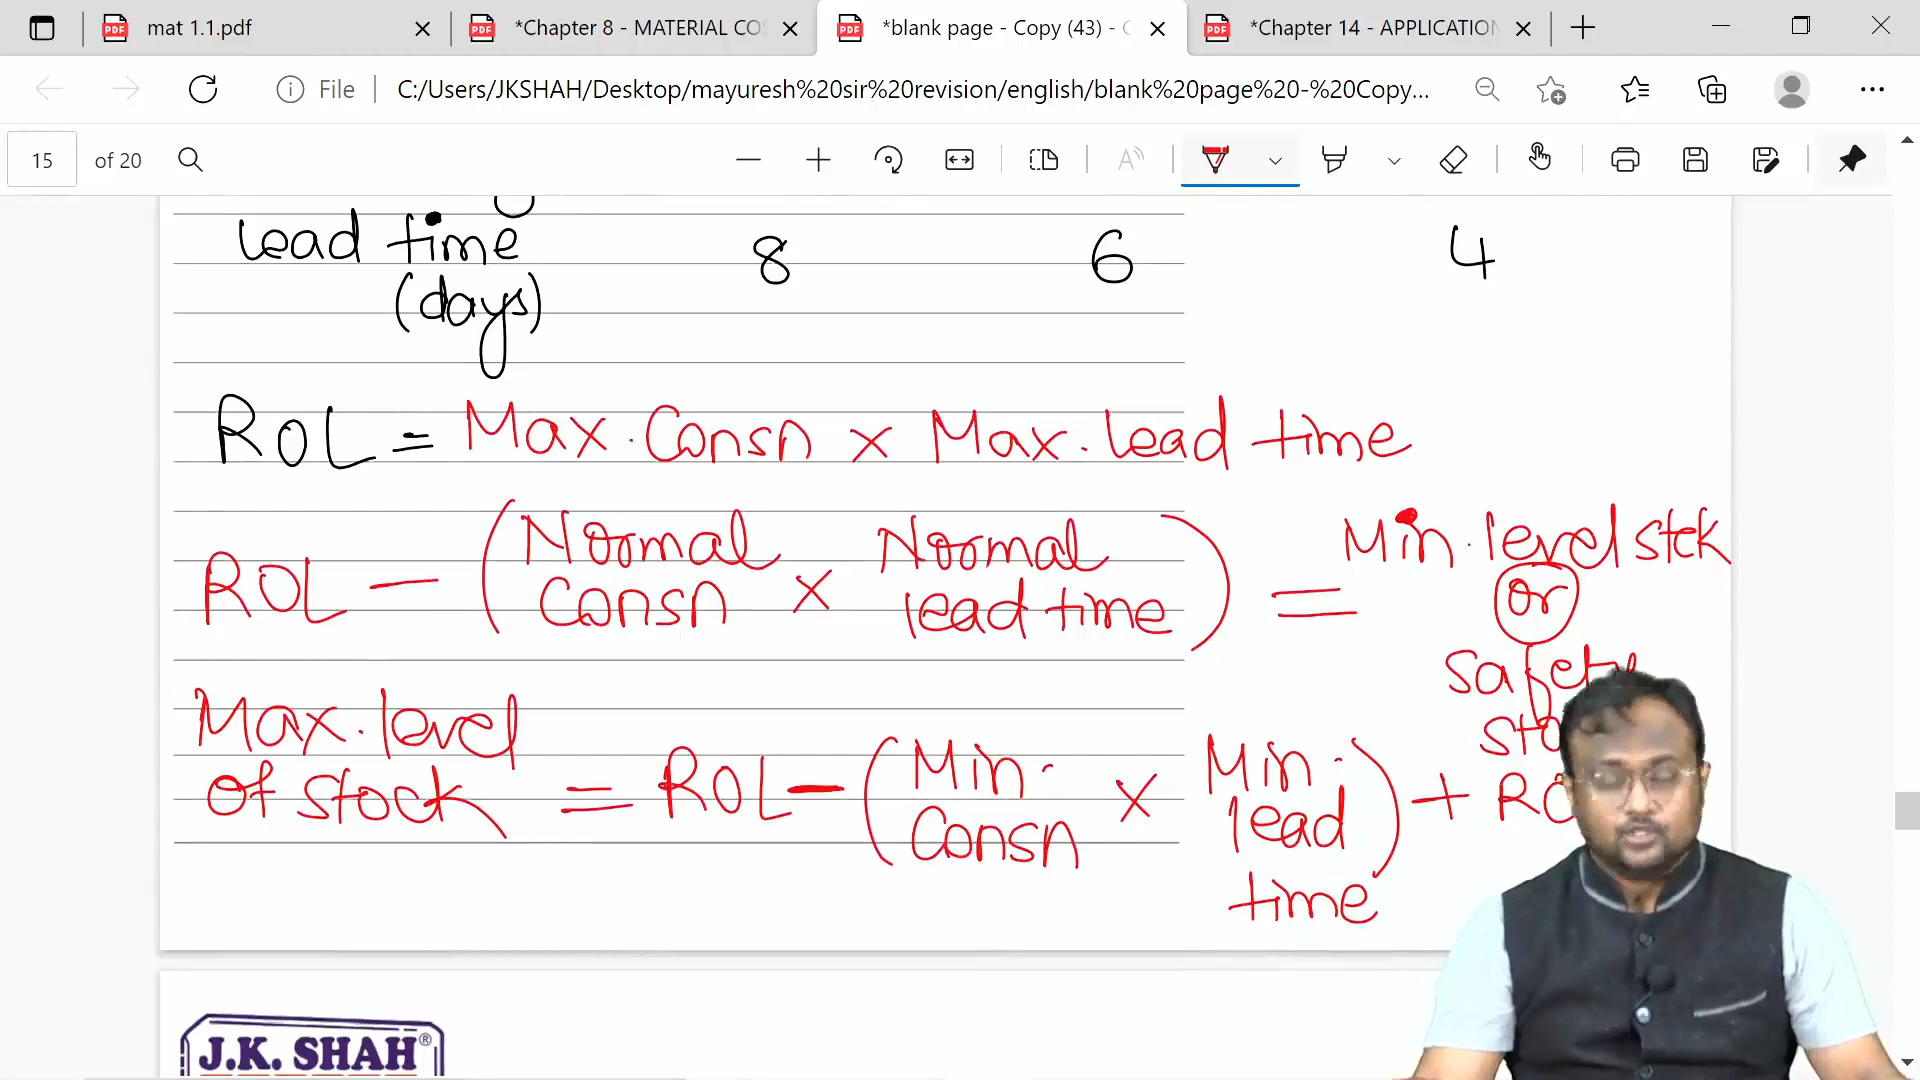 mat 1.1.pdf
*Chapter 8 - MATERIAL CO
*blank page - Copy (43) -
*Chapter 14 - APPLICATION
File
C:/Users/JKSHAH/Desktop/mayuresh%20sir%20revision/english/blank%20page%20-%20Copy...
15 of 20
lead time 8 6 4
(days)
ROL = Max. Consn x Max. lead time
ROL - (Normal Consn x Normal lead time) = Min. level stck
or
safety
Max. level of stock = ROL - (Min. Consn x Min. lead time) +
J.K. SHAH®